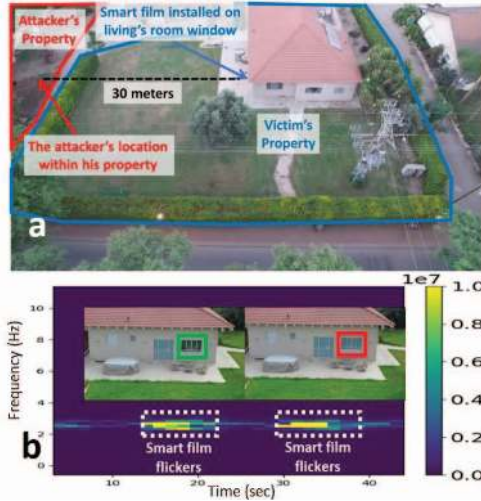 Attacker's
Property
Smart film installed on
living's room window
30 meters
The attacker's location
within his property
Victim's
Property
a
1e7
Frequency (Hz)
10
8
6
4
2
0
b
Smart film
flickers
Smart film
flickers
20
40
Time (sec)
1.0
0.8
0.6
0.4
0.2
0.0